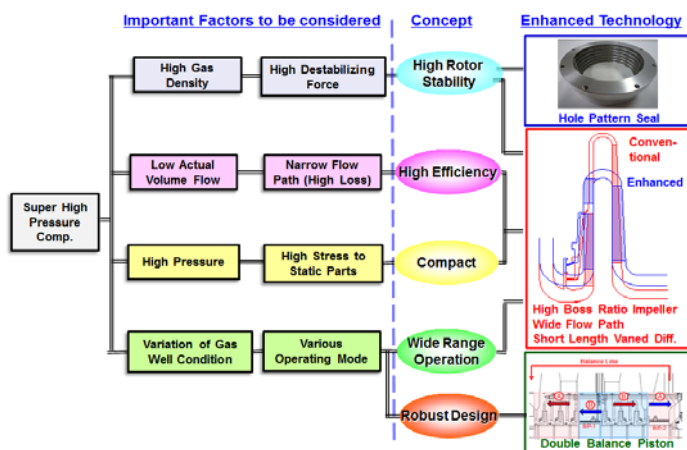 Important Factors to be considered
Concept
Enhanced Technology
High Gas
Density
High Destabilizing
Force
High Rotor
Stability
Hole Pattern Seal
Low Actual
Volume Flow
Narrow Flow
Path (High Loss)
High Efficiency
Conven-
tional
Enhanced
Super High
Pressure
Comp.
High Pressure
High Stress to
Static Parts
Compact
High Boss Ratio Impeller
Wide Flow Path
Short Length Vaned Diff.
Variation of Gas
Well Condition
Various
Operating Mode
Wide Range
Operation
Robust Design
Balance Line
Double Balance Piston